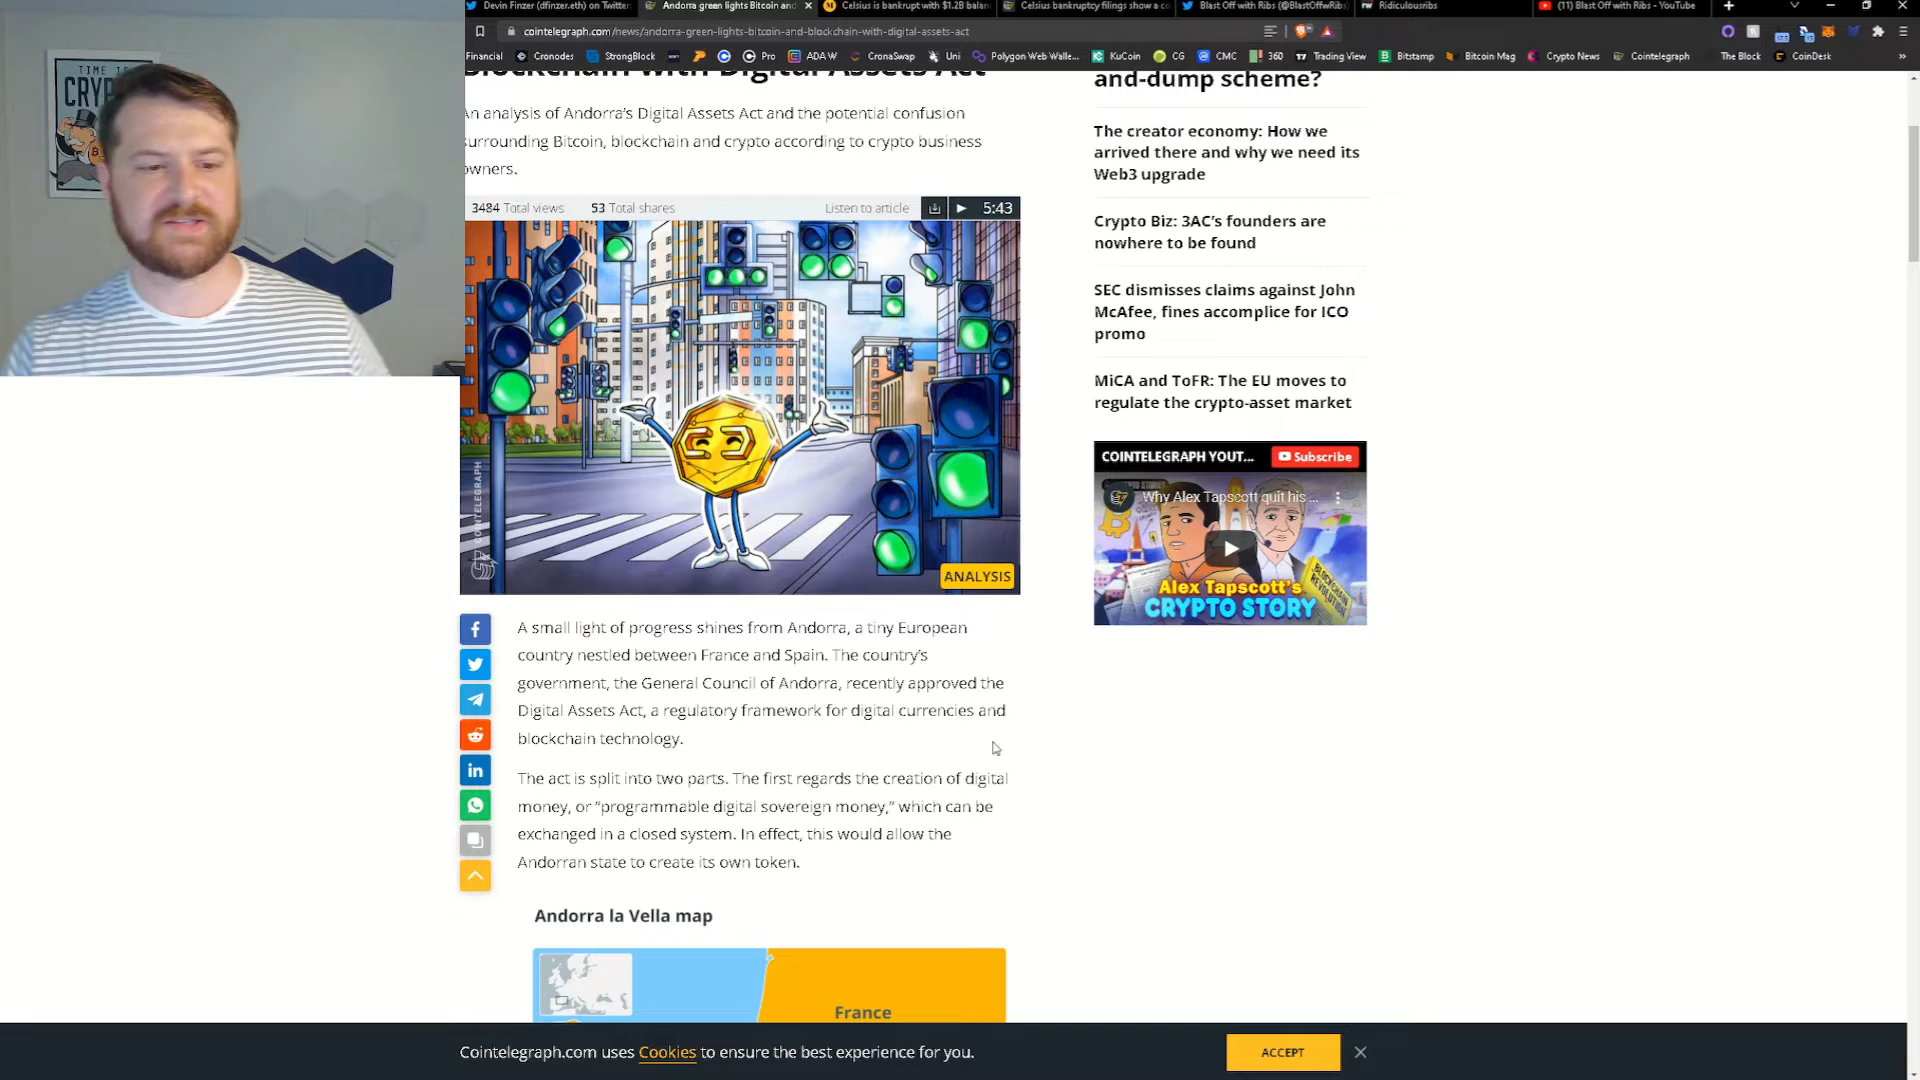 Devin Finzer (dfinzer.eth) on Twitter
Andorra green lights Bitcoin and
Celsius is bankrupt with $1.2B balan
Celsius bankruptcy filings show a co
Blast Off with Ribs (@BlastOffwRibs
Ridiculousribs
(11) Blast Off with Ribs - YouTube
cointelegraph.com/news/andorra-green-lights-bitcoin-and-blockchain-with-digital-assets-act
Financial
Cronodes
StrongBlock
Pro
ADA W
CronaSwap
Uni
Polygon Web Walle...
KuCoin
CG
CMC
360
Trading View
Bitstamp
Bitcoin Mag
Crypto News
Cointelegraph
The Block
CoinDesk
TIME IS
CRYP
Blockchain with Digital Assets Act
An analysis of Andorra's Digital Assets Act and the potential confusion
surrounding Bitcoin, blockchain and crypto according to crypto business
owners.
3484 Total views
53 Total shares
Listen to article
5:43
COINTELEGRAPH
ANALYSIS
A small light of progress shines from Andorra, a tiny European
country nestled between France and Spain. The country's
government, the General Council of Andorra, recently approved the
Digital Assets Act, a regulatory framework for digital currencies and
blockchain technology.
The act is split into two parts. The first regards the creation of digital
money, or “programmable digital sovereign money,” which can be
exchanged in a closed system. In effect, this would allow the
Andorran state to create its own token.
Andorra la Vella map
France
and-dump scheme?
The creator economy: How we
arrived there and why we need its
Web3 upgrade
Crypto Biz: 3AC's founders are
nowhere to be found
SEC dismisses claims against John
McAfee, fines accomplice for ICO
promo
MiCA and ToFR: The EU moves to
regulate the crypto-asset market
COINTELEGRAPH YOUT...
Subscribe
Why Alex Tapscott quit his ...
BLOCKCHAIN
REVOLUTION
Alex Tapscott's
CRYPTO STORY
Cointelegraph.com uses Cookies to ensure the best experience for you.
ACCEPT